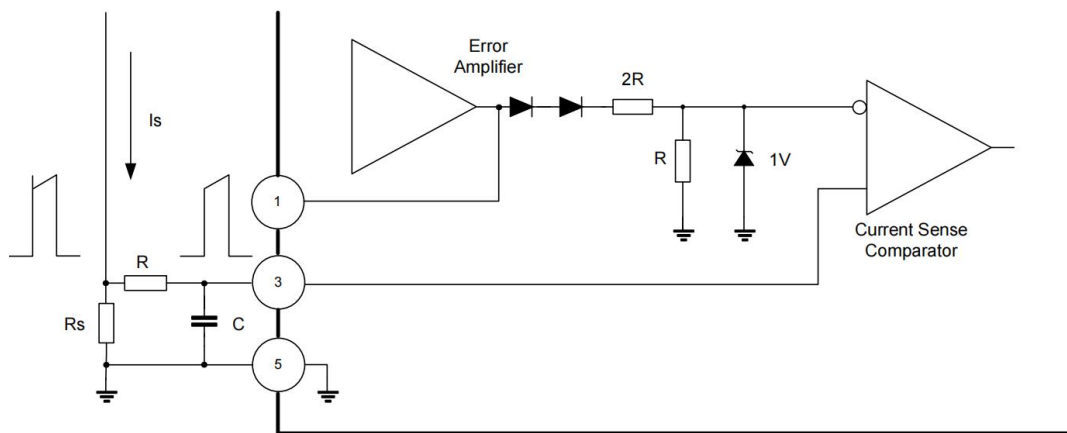 Error
Amplifier
2R
Is
R
1V
1
Current Sense
Comparator
R
3
Rs
C
5